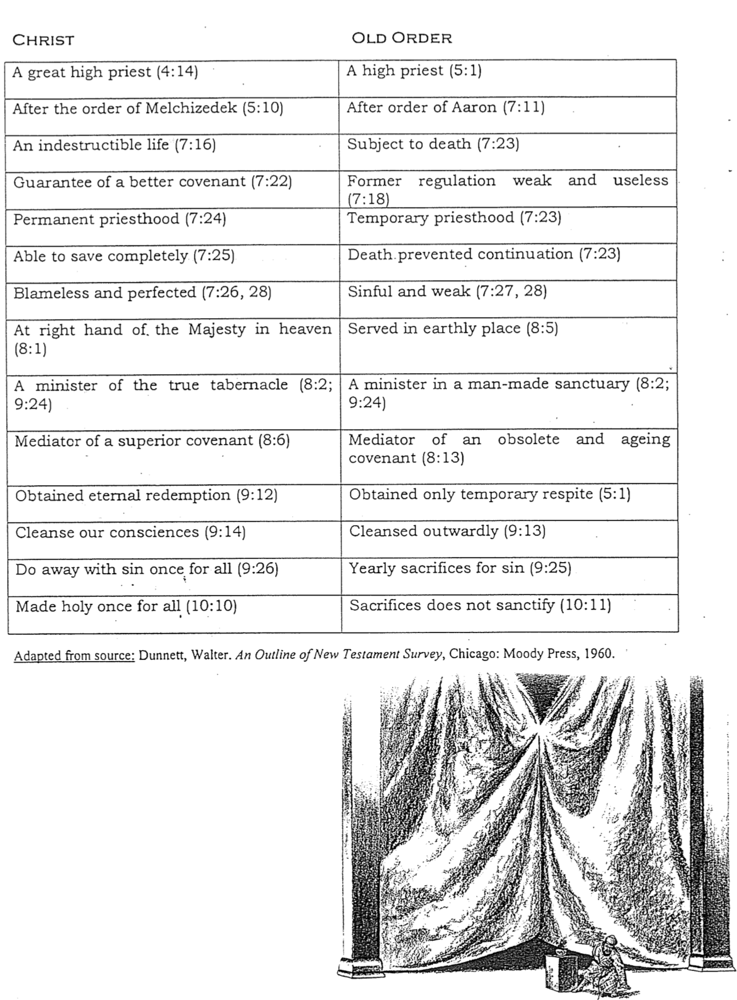 CHRIST OLD ORDER
A great high priest (4:14) A high priest (5:1)
After the order of Melchizedek (5:10) After order of Aaron (7:11)
An indestructible life (7:16) Subject to death (7:23)
Guarantee of a better covenant (7:22) Former regulation weak and useless
(7:18)
Permanent priesthood (7:24) Temporary priesthood (7:23)
Able to save completely (7:25) Death prevented continuation (7:23)
Blameless and perfected (7:26, 28) Sinful and weak (7:27, 28)
At right hand of the Majesty in heaven Served in earthly place (8:5)
(8:1)
A minister of the true tabernacle (8:2; A minister in a man-made sanctuary (8:2;
9:24) 9:24)
Mediator of a superior covenant (8:6) Mediator of an obsolete and ageing
covenant (8:13)
Obtained eternal redemption (9:12) Obtained only temporary respite (5:1)
Cleanse our consciences (9:14) Cleansed outwardly (9:13)
Do away with sin once for all (9:26) Yearly sacrifices for sin (9:25)
Made holy once for all (10:10) Sacrifices does not sanctify (10:11)
Adapted from source: Dunnett, Walter. An Outline of New Testament Survey, Chicago: Moody Press, 1960.